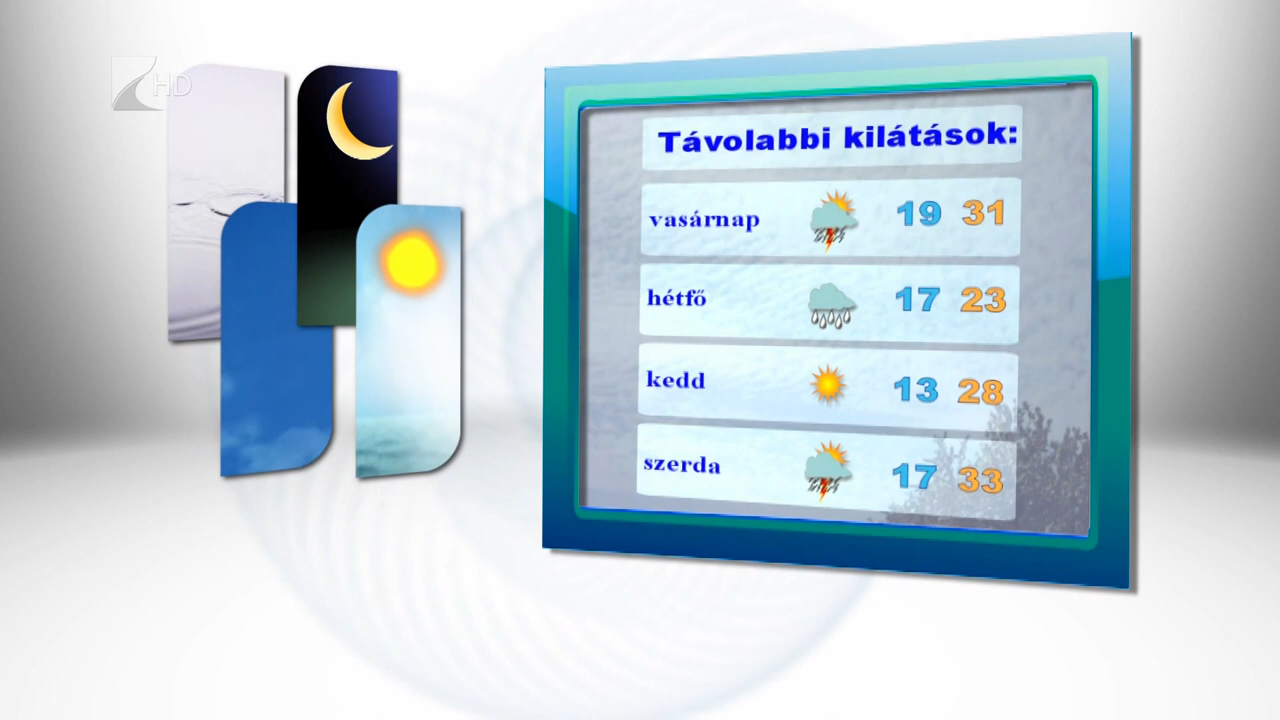 HD
Távolabbi kilátások:
vasárnap 19 31
hétfő 17 23
kedd 13 28
szerda 17 33